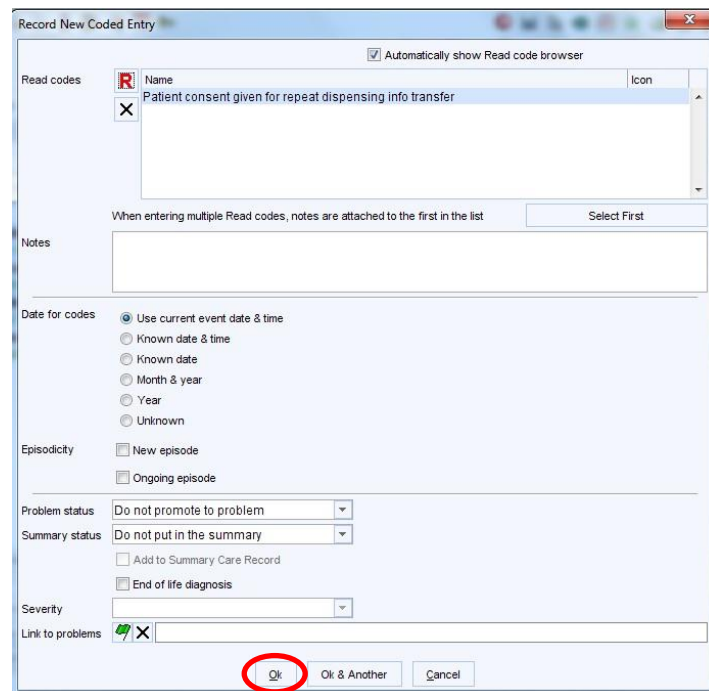 Record New Coded Entry
Automatically show Read code browser
Read codes
R
Name
Icon
Patient consent given for repeat dispensing info transfer
When entering multiple Read codes, notes are attached to the first in the list
Select First
Notes
Date for codes
Use current event date & time
Known date & time
Known date
Month & year
Year
Unknown
Episodicity
New episode
Ongoing episode
Problem status
Do not promote to problem
Summary status
Do not put in the summary
Add to Summary Care Record
End of life diagnosis
Severity
Link to problems
Ok
Ok & Another
Cancel